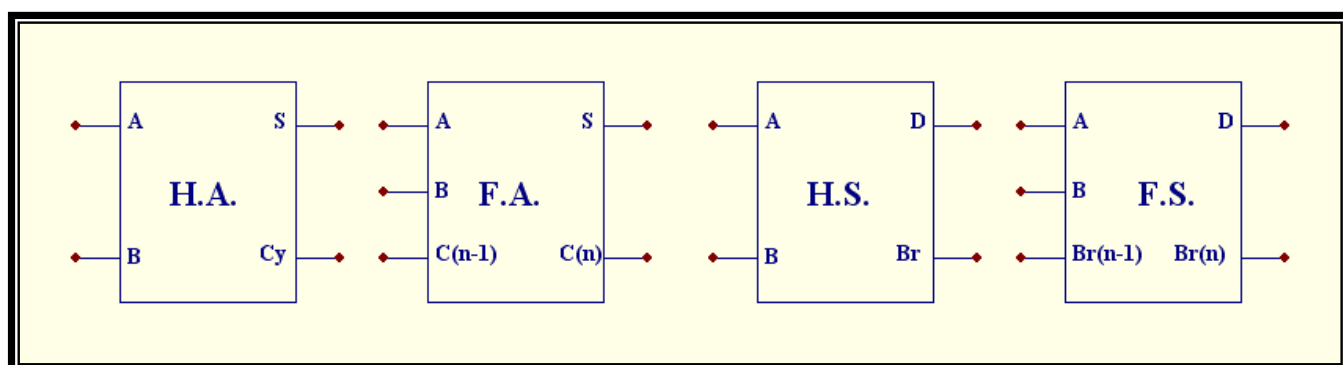 A S
H.A.
B Cy
A S
B F.A.
C(n-1) C(n)
A D
H.S.
B Br
A D
B F.S.
Br(n-1) Br(n)